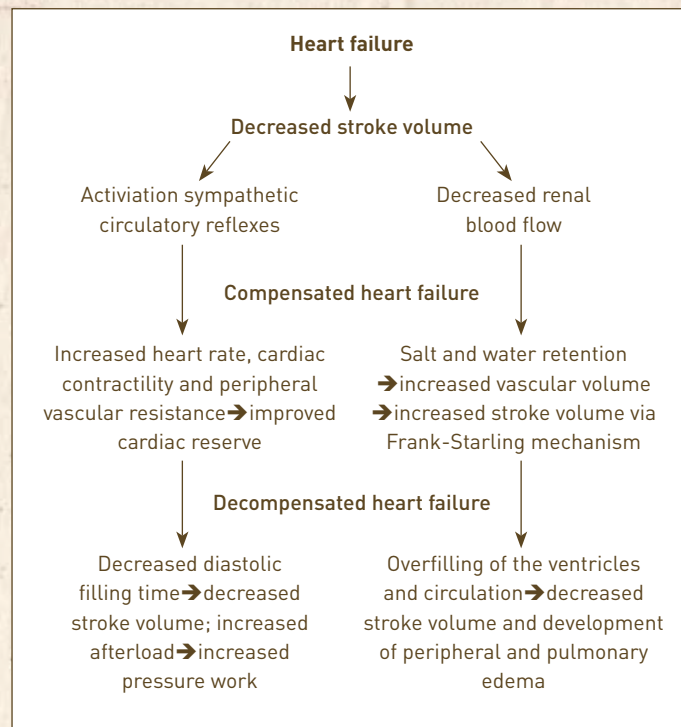 Heart failure
Decreased stroke volume
Activiation sympathetic
circulatory reflexes
Decreased renal
blood flow
Compensated heart failure
Increased heart rate, cardiac
contractility and peripheral
vascular resistance➔improved
cardiac reserve
Salt and water retention
➔increased vascular volume
➔increased stroke volume via
Frank-Starling mechanism
Decompensated heart failure
Decreased diastolic
filling time➔decreased
stroke volume; increased
afterload➔increased
pressure work
Overfilling of the ventricles
and circulation➔decreased
stroke volume and development
of peripheral and pulmonary
edema